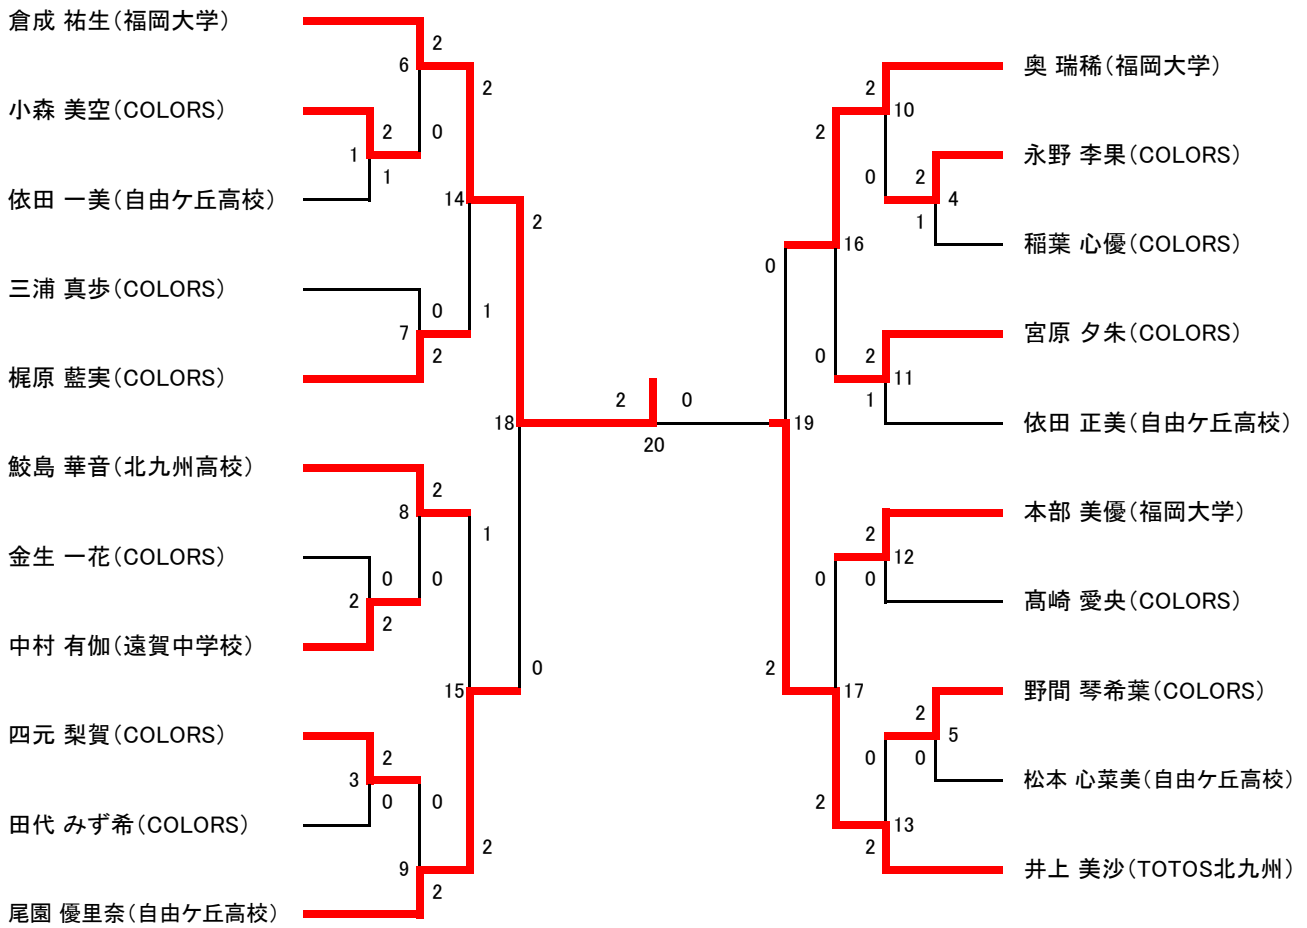 倉成 祐生(福岡大学)
小森 美空(COLORS)
依田 一美(自由ケ丘高校)
三浦 真歩(COLORS)
梶原 藍実(COLORS)
鮫島 華音(北九州高校)
金生 一花(COLORS)
中村 有伽(遠賀中学校)
四元 梨賀(COLORS)
田代 みず希(COLORS)
尾園 優里奈(自由ケ丘高校)
2
6
2
2
0
1
1
14
2
0
1
7
2
18
2
8
1
0
0
2
2
15
0
2
3
0
0
2
9
2
2
0
20
奥 瑞稀(福岡大学)
永野 李果(COLORS)
稲葉 心優(COLORS)
宮原 夕朱(COLORS)
依田 正美(自由ケ丘高校)
本部 美優(福岡大学)
髙崎 愛央(COLORS)
野間 琴希葉(COLORS)
松本 心菜美(自由ケ丘高校)
井上 美沙(TOTOS北九州)
2
10
2
0
2
4
1
16
0
0
2
11
1
19
2
12
0
0
2
17
2
5
0
0
2
13
2